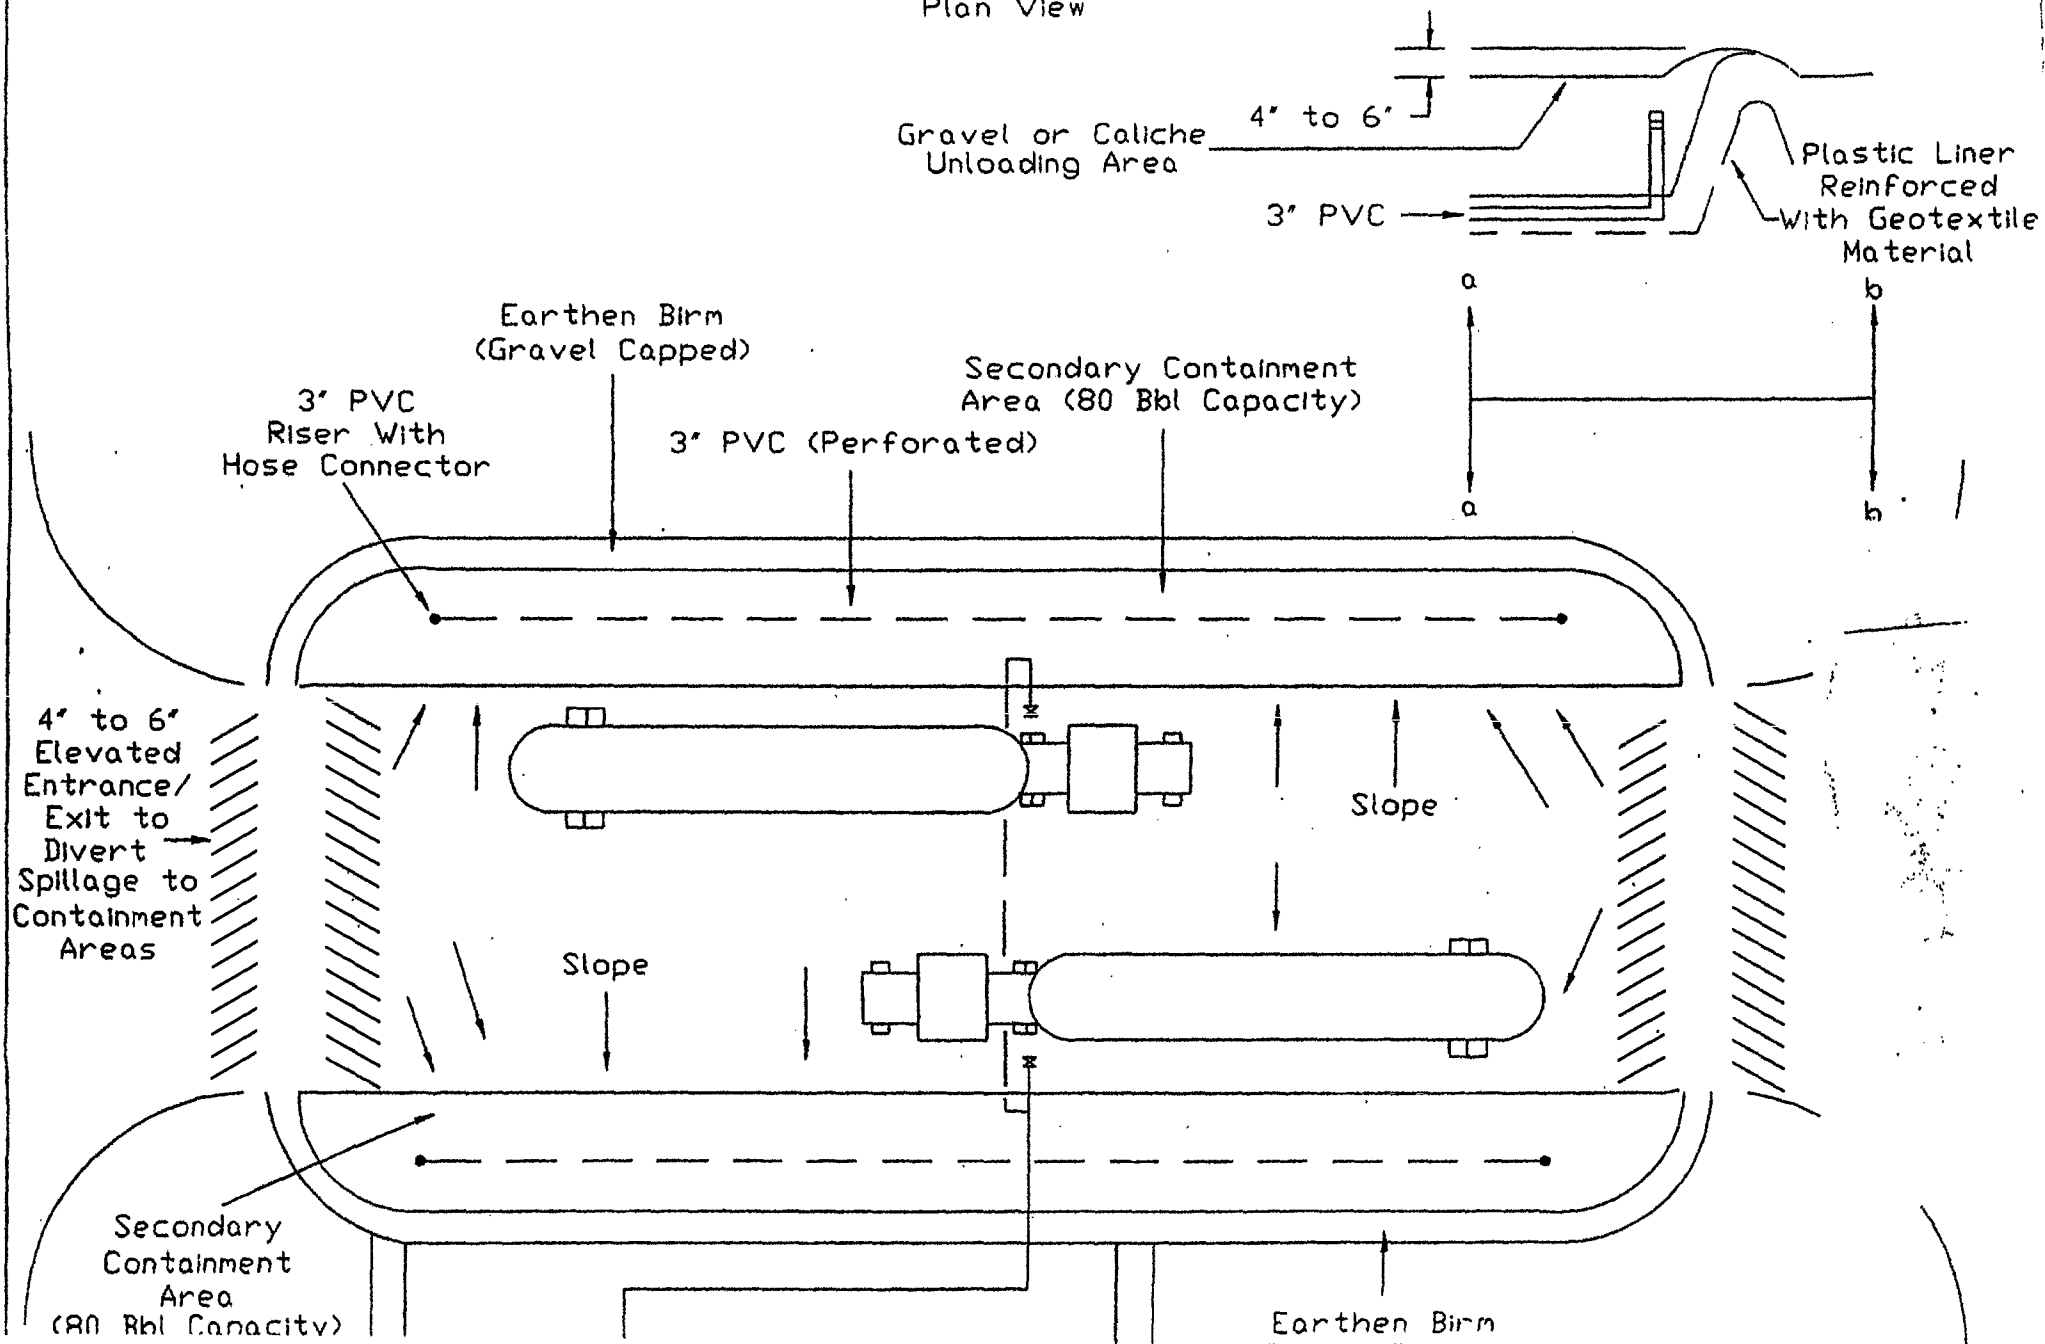 Plan View
4" to 6"
Gravel or Caliche
Unloading Area
Plastic Liner
Reinforced
With Geotextile
Material
3" PVC
a
b
a
b
Earthen Birm
(Gravel Capped)
Secondary Containment
Area (80 Bbl Capacity)
3" PVC
Riser With
Hose Connector
3" PVC (Perforated)
4" to 6"
Elevated
Entrance/
Exit to
Divert
Spillage to
Containment
Areas
Slope
Slope
Secondary
Containment
Area
(80 Bbl Capacity)
Earthen Birm